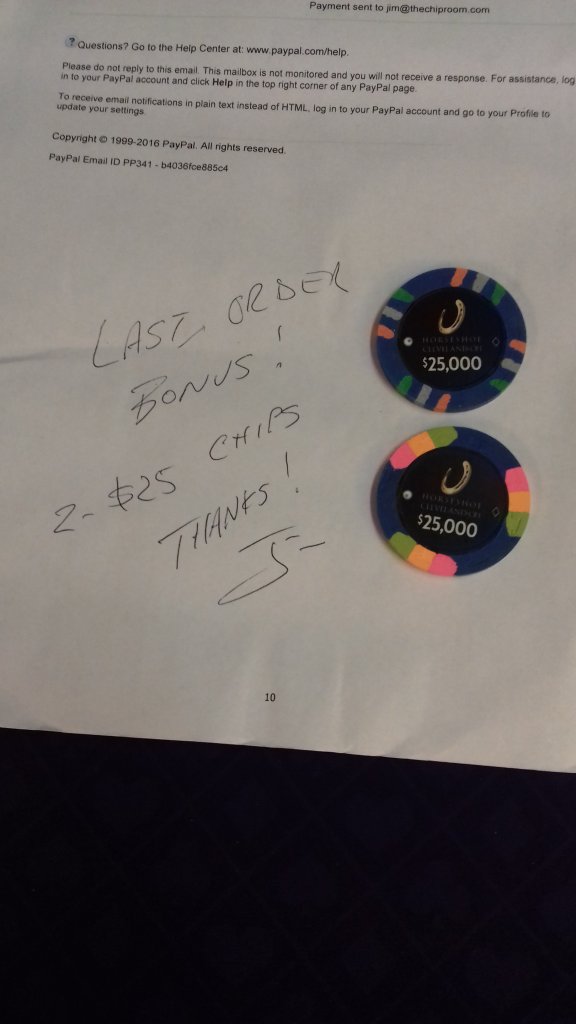 Payment sent to jim@thechiproom.com
? Questions? Go to the Help Center at: www.paypal.com/help.
Please do not reply to this email. This mailbox is not monitored and you will not receive a response. For assistance, log
in to your PayPal account and click Help in the top right corner of any PayPal page.
To receive email notifications in plain text instead of HTML, log in to your PayPal account and go to your Profile to
update your settings.
Copyright © 1999-2016 PayPal. All rights reserved.
PayPal Email ID PP341 - b4036fce885c4
LAST ORDER
BONUS!
2- $25 CHIPS
THANKS!
J-
HORSESHOE
CLEVELAND
$25,000
HORSESHOE
CLEVELAND
$25,000
10